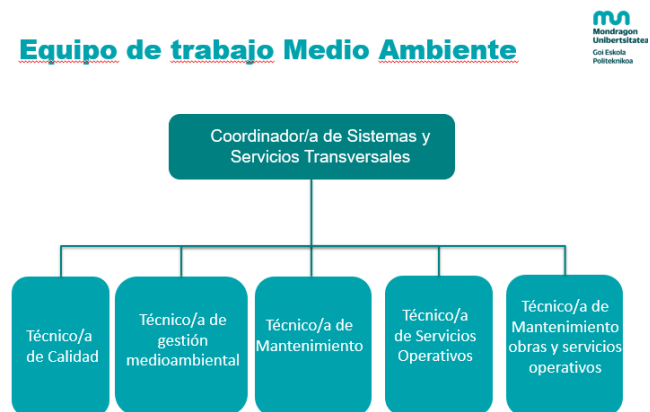 Equipo de trabajo Medio Ambiente
Mondragon
Unibertsitatea
Goi Eskola
Politeknikoa
Coordinador/a de Sistemas y
Servicios Transversales
Técnico/a
de Calidad
Técnico/a de
gestión
medioambiental
Técnico/a de
Mantenimiento
Técnico/a
de Servicios
Operativos
Técnico/a de
Mantenimiento
obras y servicios
operativos